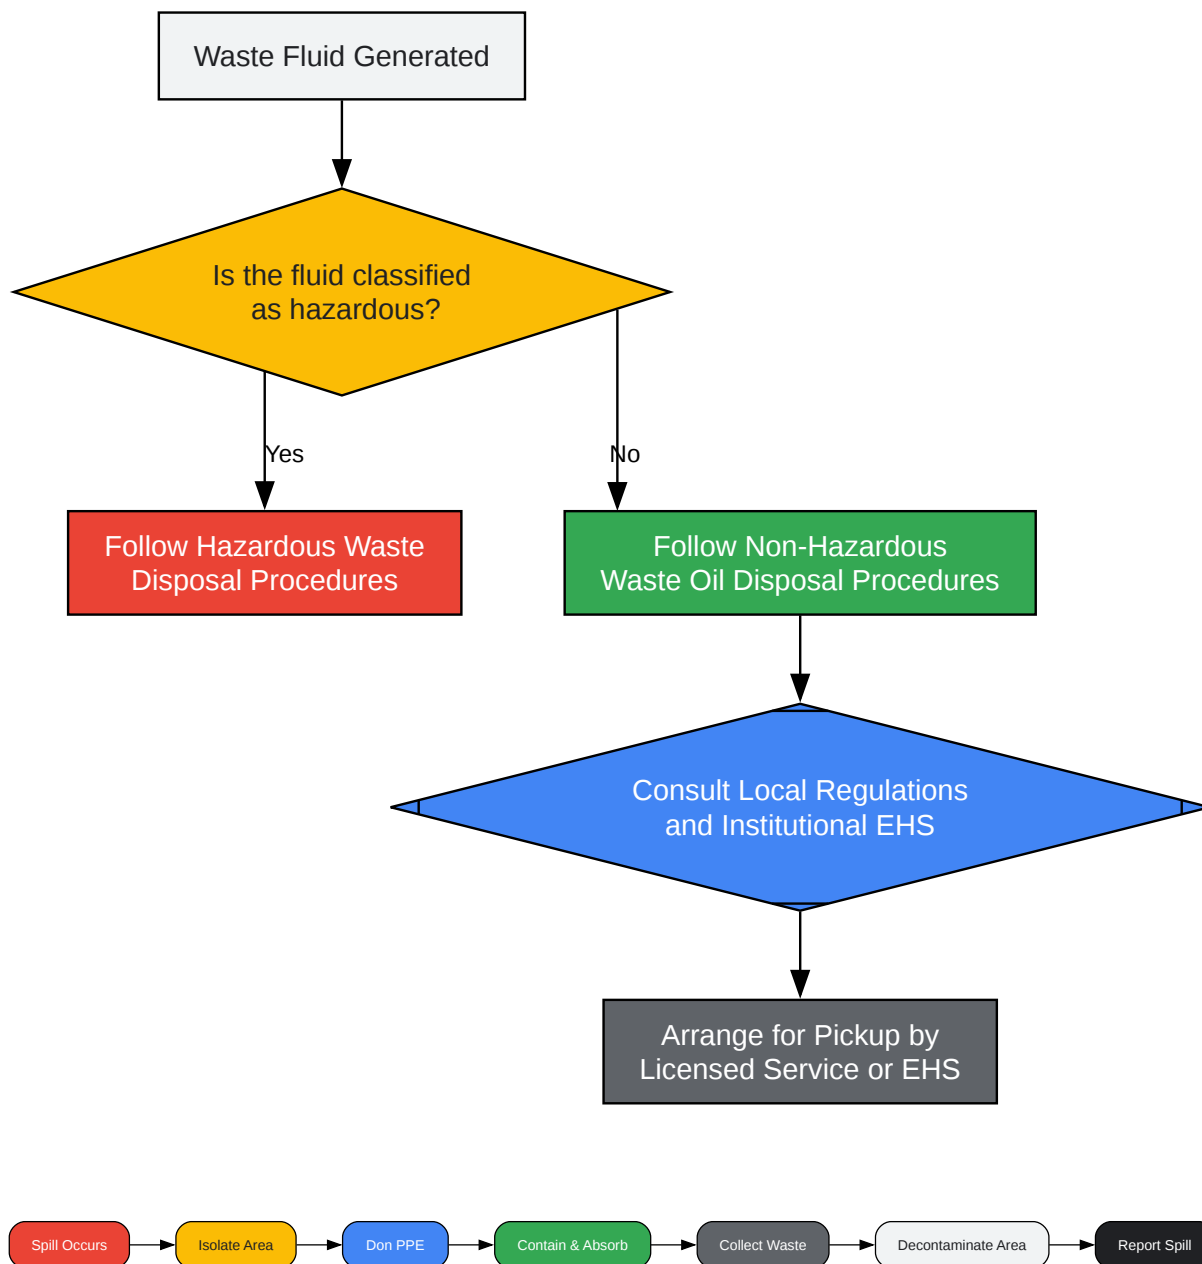 Waste Fluid Generated
Is the fluid classified
as hazardous?
Yes
No
Follow Hazardous Waste
Disposal Procedures
Follow Non-Hazardous
Waste Oil Disposal Procedures
Consult Local Regulations
and Institutional EHS
Arrange for Pickup by
Licensed Service or EHS
Spill Occurs
Isolate Area
Don PPE
Contain & Absorb
Collect Waste
Decontaminate Area
Report Spill